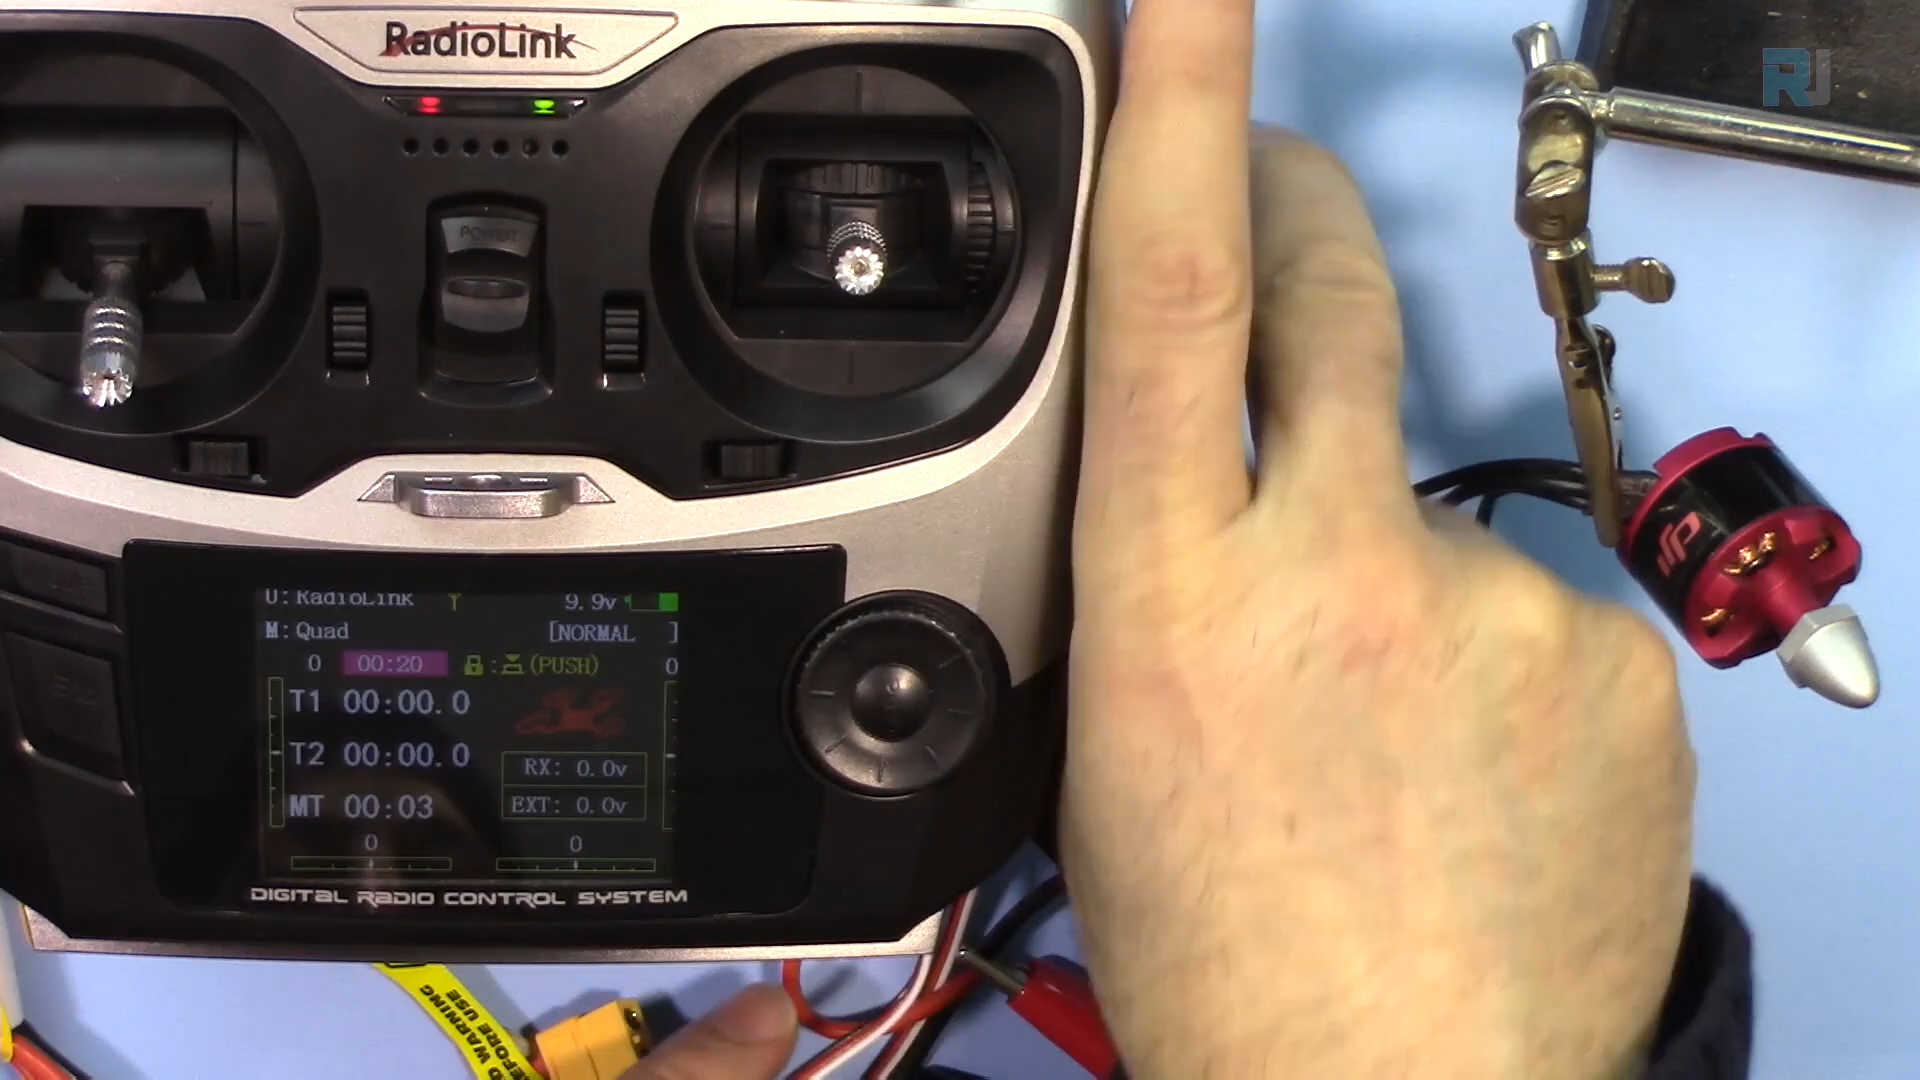 RadioLink
RJ
POWER
U: RadioLink 9.9v
M: Quad [NORMAL ]
0 00:20 : (PUSH) 0
T1 00:00.0
T2 00:00.0
RX: 0.0v
EXT: 0.0v
MT 00:03
0 0
DIGITAL RADIO CONTROL SYSTEM
WARNING
BEFORE USE